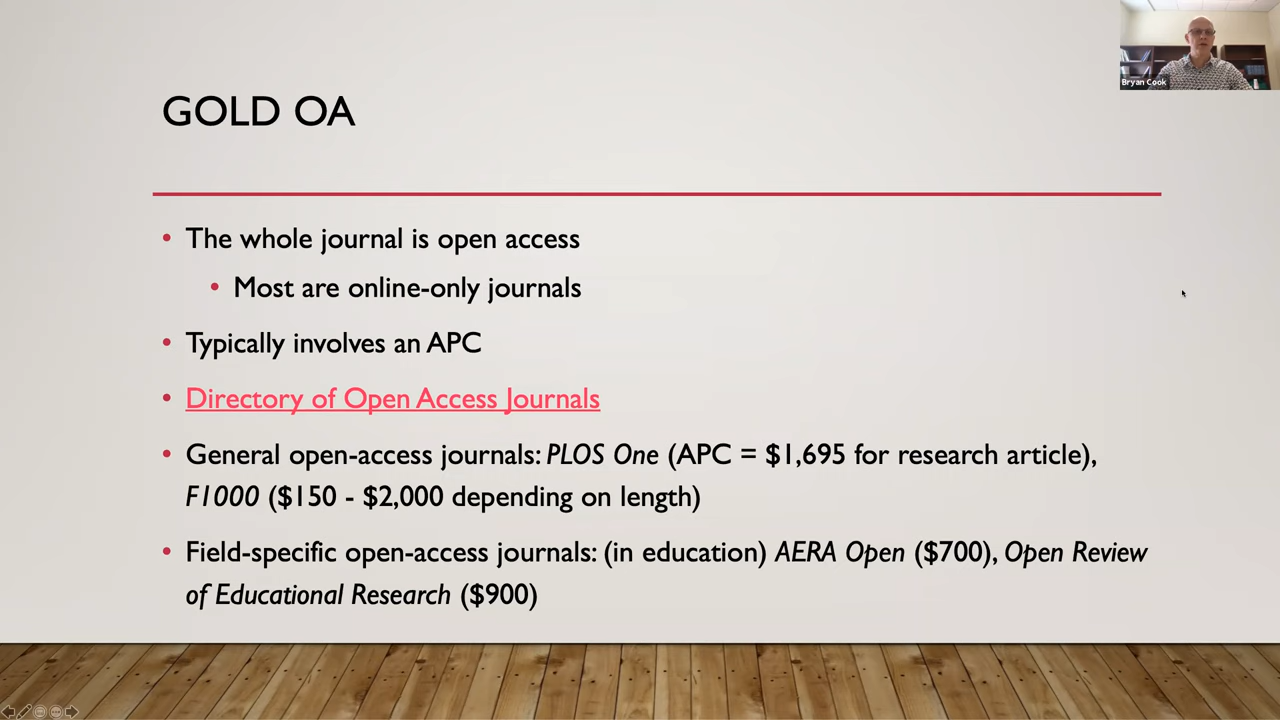 Bryan Cook
GOLD OA
• The whole journal is open access
• Most are online-only journals
• Typically involves an APC
• Directory of Open Access Journals
• General open-access journals: PLOS One (APC = $1,695 for research article),
F1000 ($150 - $2,000 depending on length)
• Field-specific open-access journals: (in education) AERA Open ($700), Open Review
of Educational Research ($900)